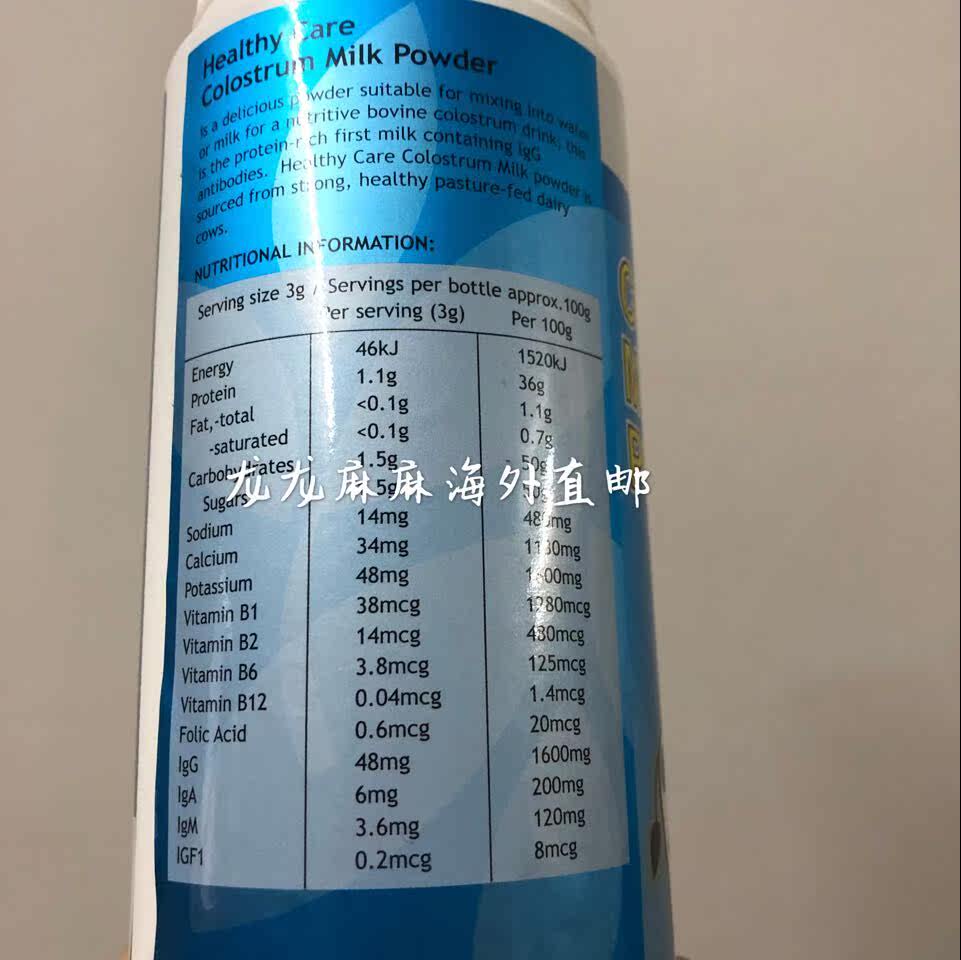 Healthy Care
Colostrum Milk Powder
is a delicious powder suitable for mixing into water
or milk for a nutritive bovine colostrum drink, this
is the protein-rich first milk containing IgG
antibodies. Healthy Care Colostrum Milk powder is
sourced from strong, healthy pasture-fed dairy
cows.
NUTRITIONAL INFORMATION:
Serving size 3g / Servings per bottle approx.100g
Per serving (3g) Per 100g
Energy 46kJ 1520kJ
Protein 1.1g 36g
Fat,-total <0.1g 1.1g
-saturated <0.1g 0.7g
Carbohydrates 1.5g 50g
Sugars 50g
龙龙麻麻海外直邮
Sodium 14mg 480mg
Calcium 34mg 1130mg
Potassium 48mg 1600mg
Vitamin B1 38mcg 1280mcg
Vitamin B2 14mcg 480mcg
Vitamin B6 3.8mcg 125mcg
Vitamin B12 0.04mcg 1.4mcg
Folic Acid 0.6mcg 20mcg
IgG 48mg 1600mg
IgA 6mg 200mg
IgM 3.6mg 120mg
IGF1 0.2mcg 8mcg